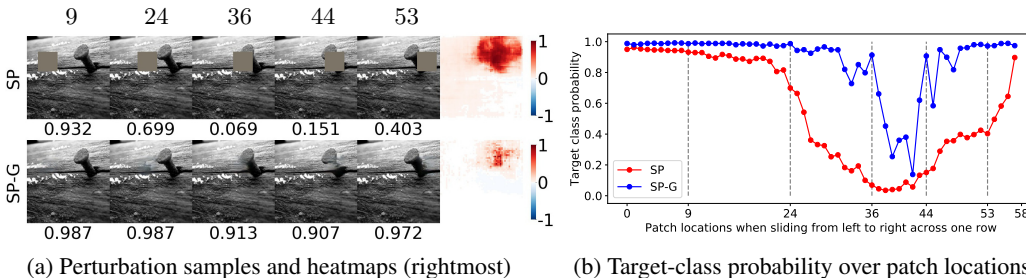 9 24 36 44 53
SP
1
0
-1
0.932 0.699 0.069 0.151 0.403
SP-G
1
0
-1
0.987 0.987 0.913 0.907 0.972
(a) Perturbation samples and heatmaps (rightmost)
Target class probability
1.0
0.8
0.6
0.4
0.2
0.0
SP
SP-G
0 9 24 36 44 53 58
Patch locations when sliding from left to right across one row
(b) Target-class probability over patch locations